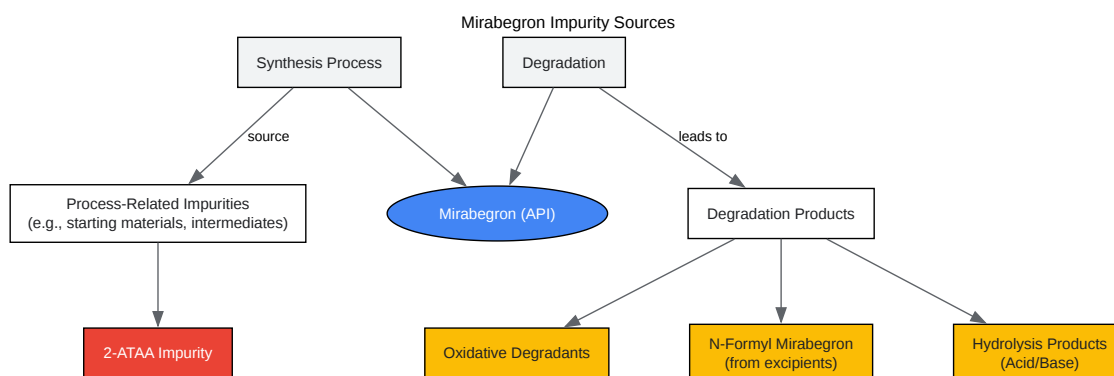 Mirabegron Impurity Sources
Synthesis Process
Degradation
source
leads to
Process-Related Impurities
(e.g., starting materials, intermediates)
Mirabegron (API)
Degradation Products
2-ATAA Impurity
Oxidative Degradants
N-Formyl Mirabegron
(from excipients)
Hydrolysis Products
(Acid/Base)